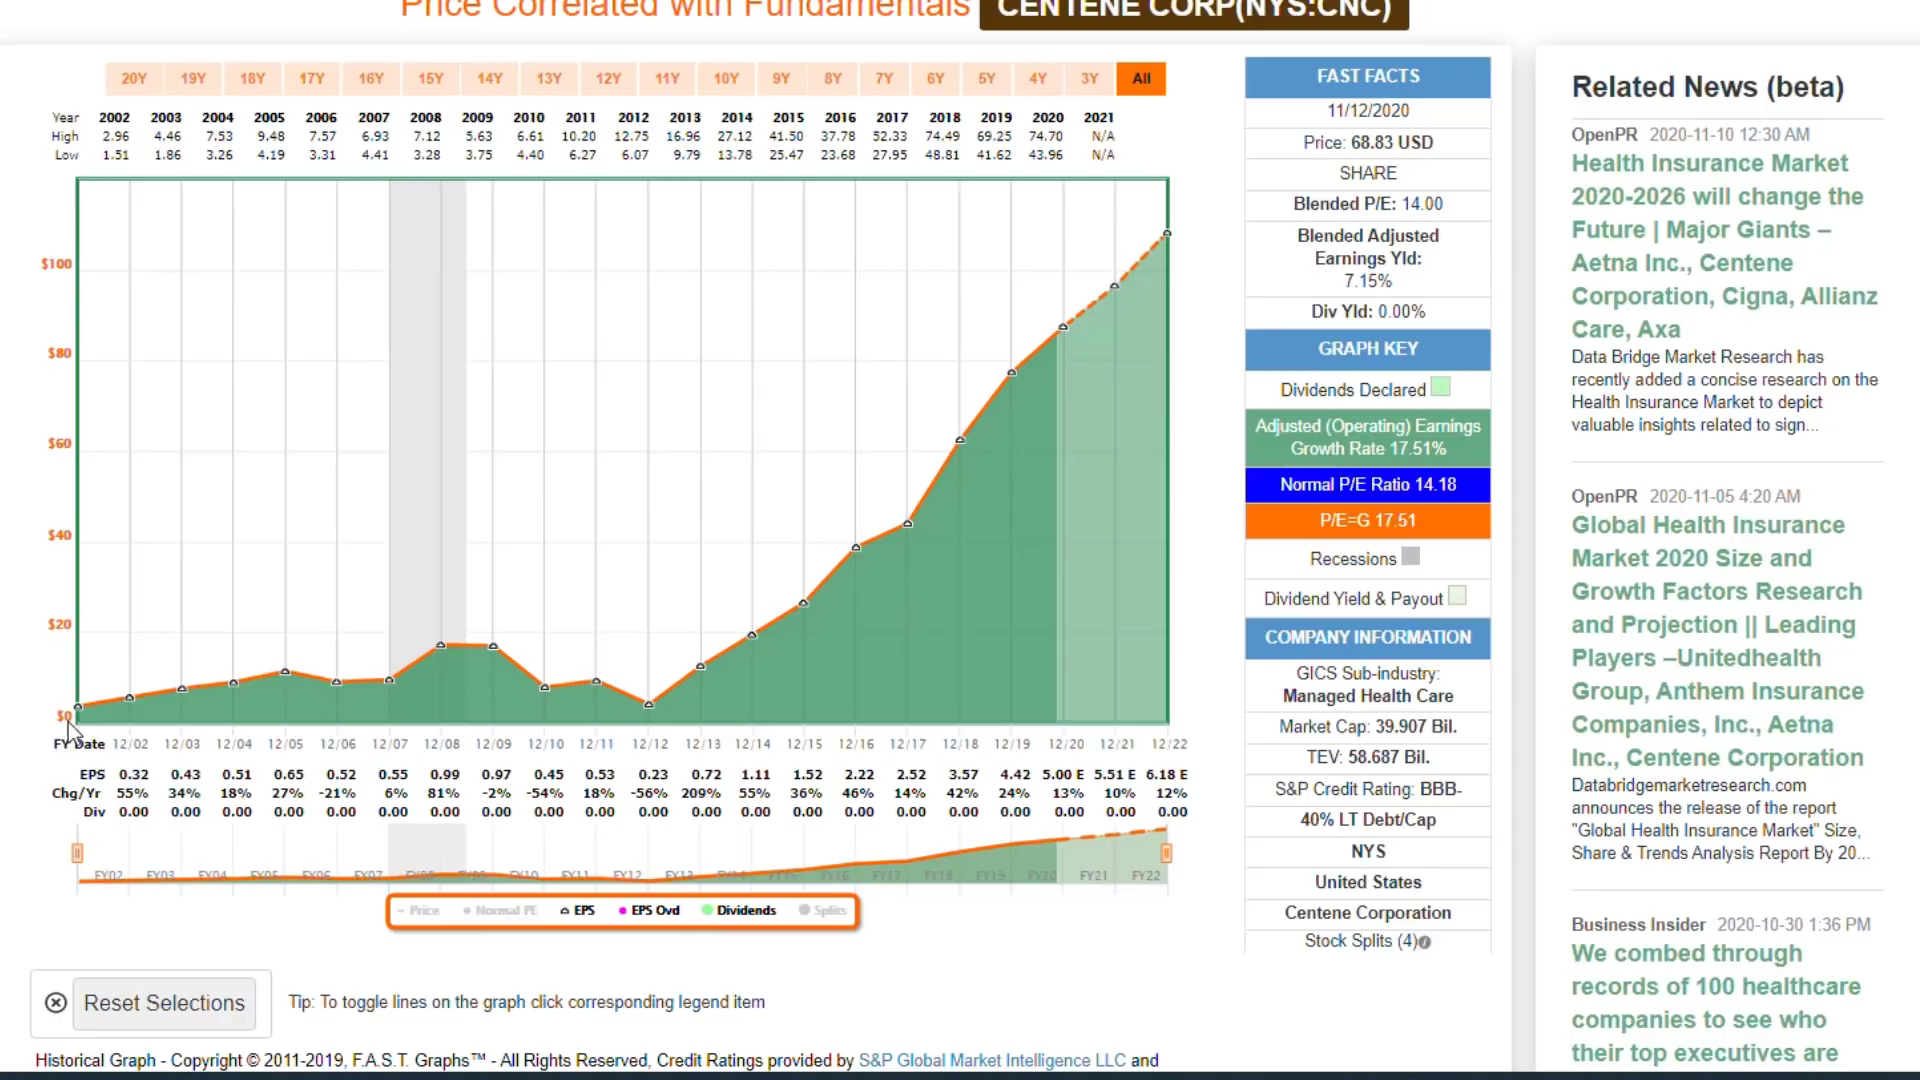 Price Correlated with Fundamentals CENTENE CORP(NYS:CNC)
20Y 19Y 18Y 17Y 16Y 15Y 14Y 13Y 12Y 11Y 10Y 9Y 8Y 7Y 6Y 5Y 4Y 3Y All
Year 2002 2003 2004 2005 2006 2007 2008 2009 2010 2011 2012 2013 2014 2015 2016 2017 2018 2019 2020 2021
High 2.96 4.46 7.53 9.48 7.57 6.93 7.12 5.63 6.61 10.20 12.75 16.96 27.12 41.50 37.78 52.33 74.49 69.25 74.70 N/A
Low 1.51 1.86 3.26 4.19 3.31 4.41 3.28 3.75 4.40 6.27 6.07 9.79 13.78 25.47 23.68 27.95 48.81 41.62 43.96 N/A
$100
$80
$60
$40
$20
$0
FY Date 12/02 12/03 12/04 12/05 12/06 12/07 12/08 12/09 12/10 12/11 12/12 12/13 12/14 12/15 12/16 12/17 12/18 12/19 12/20 12/21 12/22
EPS 0.32 0.43 0.51 0.65 0.52 0.55 0.99 0.97 0.45 0.53 0.23 0.72 1.11 1.52 2.22 2.52 3.57 4.42 5.00 E 5.51 E 6.18 E
Chg/Yr 55% 34% 18% 27% -21% 6% 81% -2% -54% 18% -56% 209% 55% 36% 46% 14% 42% 24% 13% 10% 12%
Div 0.00 0.00 0.00 0.00 0.00 0.00 0.00 0.00 0.00 0.00 0.00 0.00 0.00 0.00 0.00 0.00 0.00 0.00 0.00 0.00 0.00
FY02 FY03 FY04 FY05 FY06 FY07 FY08 FY09 FY10 FY11 FY12 FY13 FY14 FY16 FY17 FY18 FY19 FY20 FY21 FY22
Price Normal PE EPS EPS Ovd Dividends Splits
Reset Selections
Tip: To toggle lines on the graph click corresponding legend item
Historical Graph - Copyright © 2011-2019, F.A.S.T. Graphs™ - All Rights Reserved, Credit Ratings provided by S&P Global Market Intelligence LLC and
FAST FACTS
11/12/2020
Price: 68.83 USD
SHARE
Blended P/E: 14.00
Blended Adjusted
Earnings Yld:
7.15%
Div Yld: 0.00%
GRAPH KEY
Dividends Declared
Adjusted (Operating) Earnings
Growth Rate 17.51%
Normal P/E Ratio 14.18
P/E=G 17.51
Recessions
Dividend Yield & Payout
COMPANY INFORMATION
GICS Sub-industry:
Managed Health Care
Market Cap: 39.907 Bil.
TEV: 58.687 Bil.
S&P Credit Rating: BBB-
40% LT Debt/Cap
NYS
United States
Centene Corporation
Stock Splits (4)
Related News (beta)
OpenPR 2020-11-10 12:30 AM
Health Insurance Market
2020-2026 will change the
Future | Major Giants –
Aetna Inc., Centene
Corporation, Cigna, Allianz
Care, Axa
Data Bridge Market Research has
recently added a concise research on the
Health Insurance Market to depict
valuable insights related to sign...
OpenPR 2020-11-05 4:20 AM
Global Health Insurance
Market 2020 Size and
Growth Factors Research
and Projection || Leading
Players –Unitedhealth
Group, Anthem Insurance
Companies, Inc., Aetna
Inc., Centene Corporation
Databridgemarketresearch.com
announces the release of the report
"Global Health Insurance Market" Size,
Share & Trends Analysis Report By 20...
Business Insider 2020-10-30 1:36 PM
We combed through
records of 100 healthcare
companies to see who
their top executives are